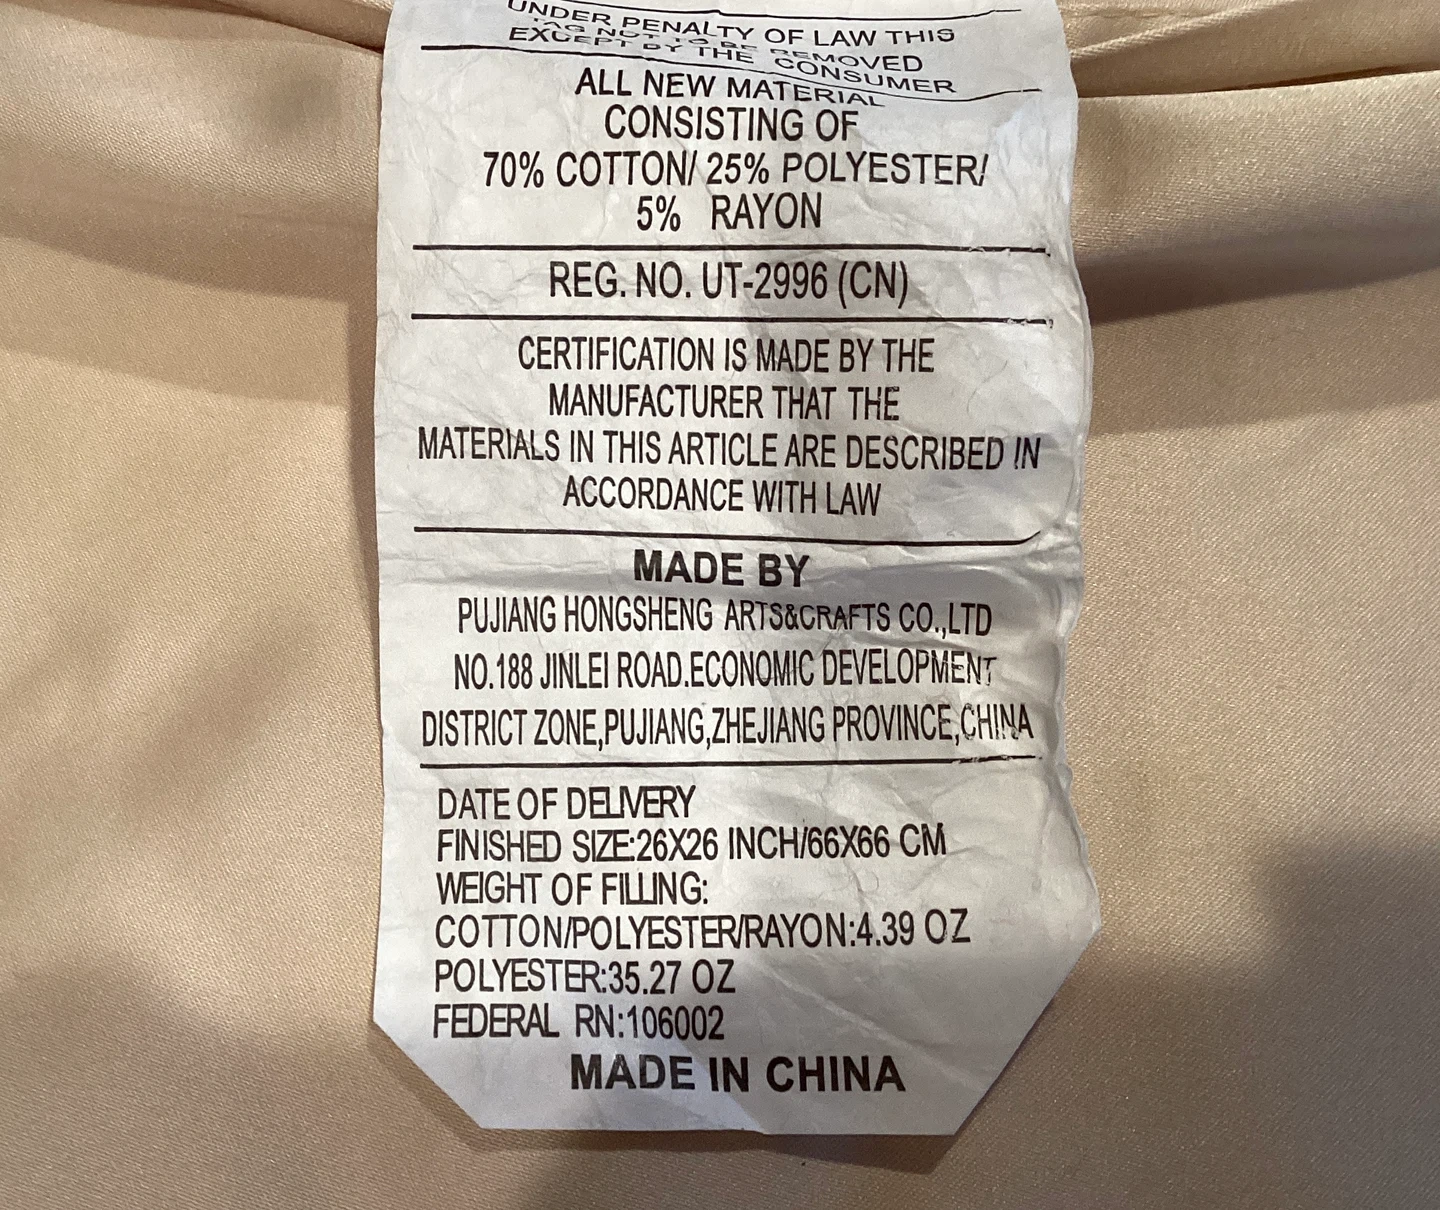 UNDER PENALTY OF LAW THIS
TAG NOT TO BE REMOVED
EXCEPT BY THE CONSUMER
ALL NEW MATERIAL
CONSISTING OF
70% COTTON/ 25% POLYESTER/
5% RAYON
REG. NO. UT-2996 (CN)
CERTIFICATION IS MADE BY THE
MANUFACTURER THAT THE
MATERIALS IN THIS ARTICLE ARE DESCRIBED IN
ACCORDANCE WITH LAW
MADE BY
PUJIANG HONGSHENG ARTS&CRAFTS CO.,LTD
NO.188 JINLEI ROAD.ECONOMIC DEVELOPMENT
DISTRICT ZONE,PUJIANG,ZHEJIANG PROVINCE,CHINA
DATE OF DELIVERY
FINISHED SIZE:26X26 INCH/66X66 CM
WEIGHT OF FILLING:
COTTON/POLYESTER/RAYON:4.39 OZ
POLYESTER:35.27 OZ
FEDERAL RN:106002
MADE IN CHINA